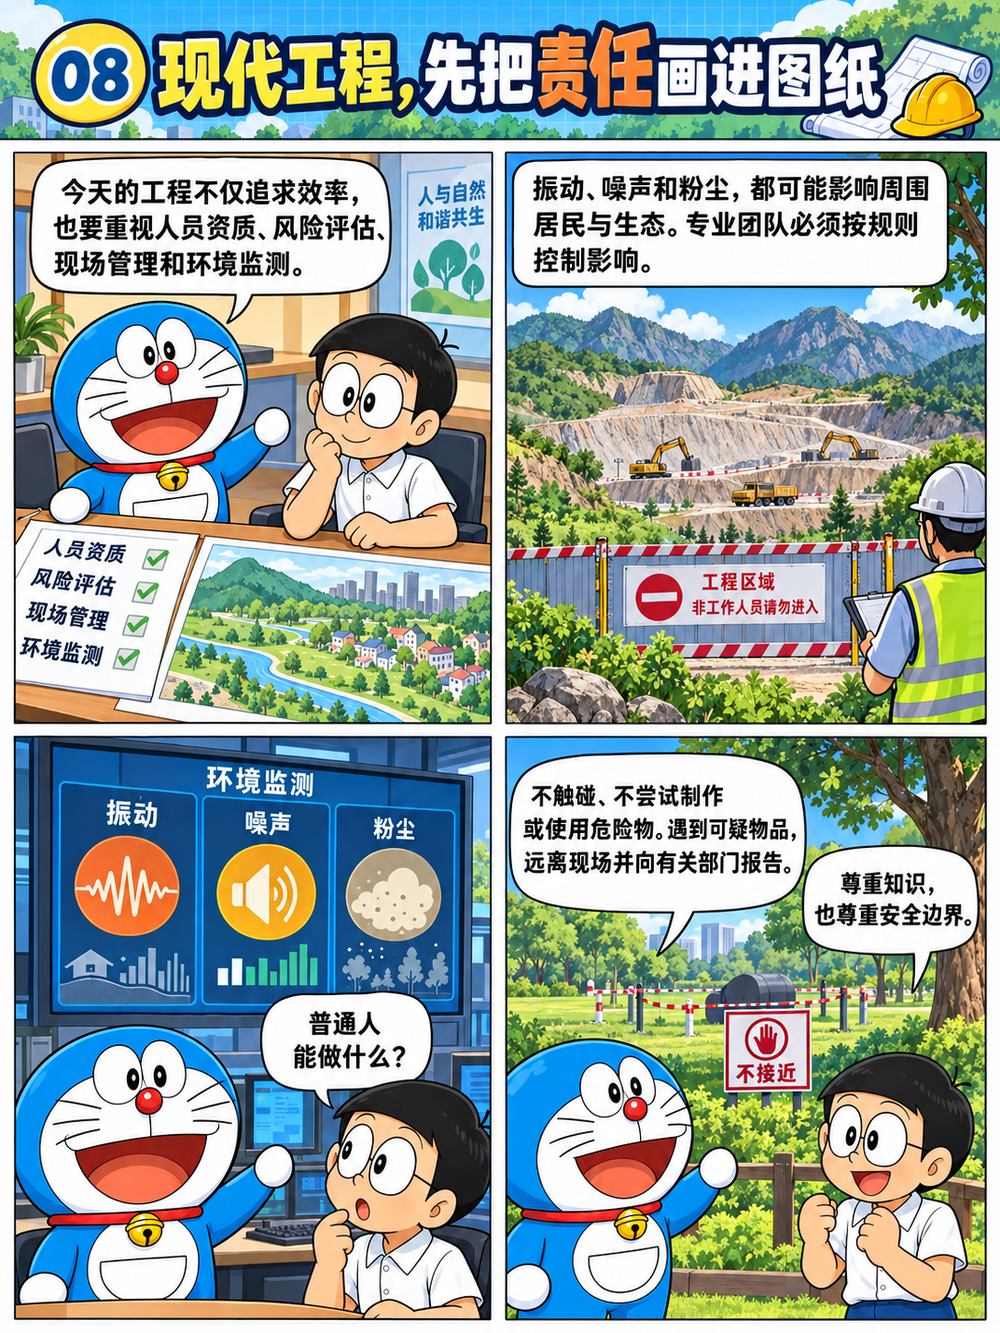 08 现代工程，先把责任画进图纸
今天的工程不仅追求效率，
也要重视人员资质、风险评估、
现场管理和环境监测。
人与自然
和谐共生
人员资质
风险评估
现场管理
环境监测
振动、噪声和粉尘，都可能影响周围
居民与生态。专业团队必须按规则
控制影响。
工程区域
非工作人员请勿进入
环境监测
振动
噪声
粉尘
普通人
能做什么？
不触碰、不尝试制作
或使用危险物。遇到可疑物品，
远离现场并向有关部门报告。
尊重知识，
也尊重安全边界。
不接近